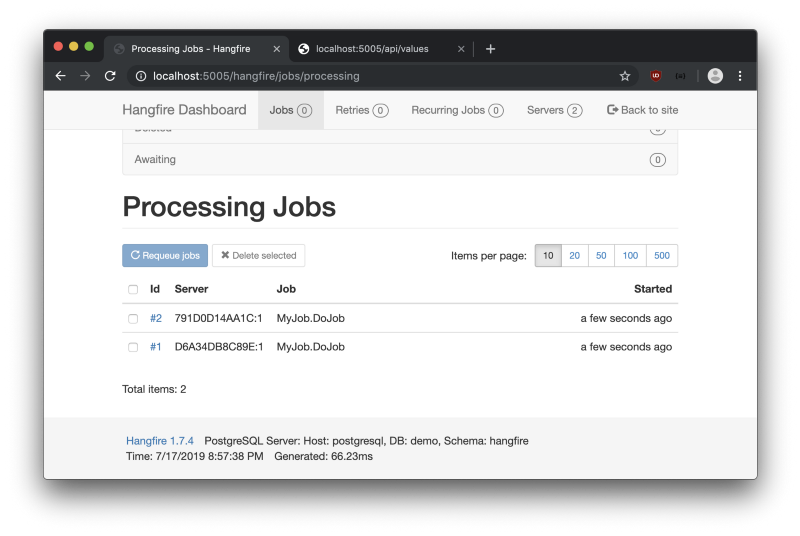 Processing Jobs - Hangfire
localhost:5005/api/values
localhost:5005/hangfire/jobs/processing
Hangfire Dashboard Jobs 0 Retries 0 Recurring Jobs 0 Servers 2 Back to site
Deleted
Awaiting 0
Processing Jobs
Requeue jobs Delete selected Items per page: 10 20 50 100 500
Id Server Job Started
#2 791D0D14AA1C:1 MyJob.DoJob a few seconds ago
#1 D6A34DB8C89E:1 MyJob.DoJob a few seconds ago
Total items: 2
Hangfire 1.7.4 PostgreSQL Server: Host: postgresql, DB: demo, Schema: hangfire
Time: 7/17/2019 8:57:38 PM Generated: 66.23ms